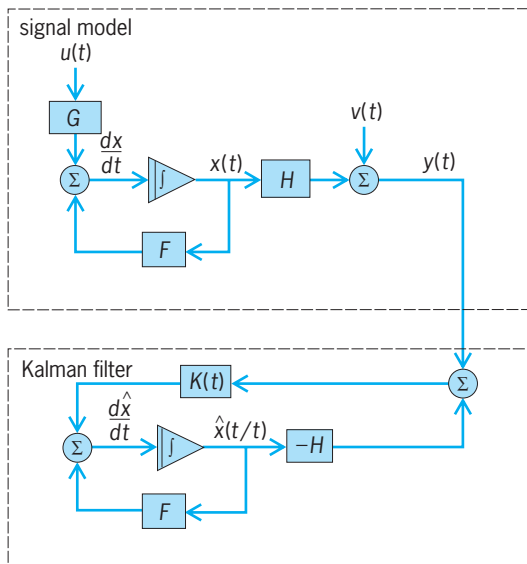 signal model
u(t)
G
v(t)
dx
dt
x(t)
y(t)
Σ
∫
H
Σ
F
Kalman filter
K(t)
Σ
dx̂
dt
x̂(t/t)
Σ
∫
−H
F